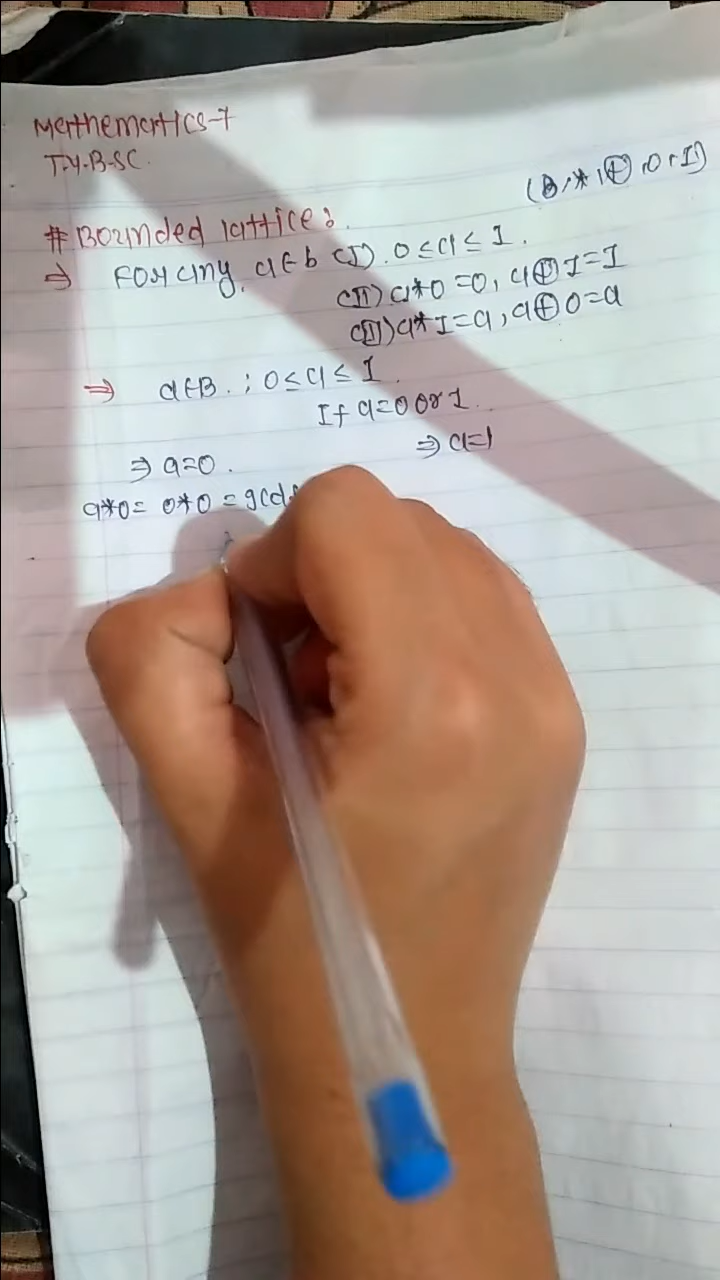 Mathematics-7
T.Y.B.SC.
(B, *, ⊕, 0, I)
# Bounded lattice:
⇒ For any a ∈ b (I). 0 ≤ a ≤ I.
(II) a*0 = 0, a⊕I = I
(III) a*I = a, a⊕0 = a
⇒ a ∈ B. ; 0 ≤ a ≤ I.
If a = 0 or 1.
⇒ a = 0. ⇒ a = 1
a*0 = 0*0 = gcd